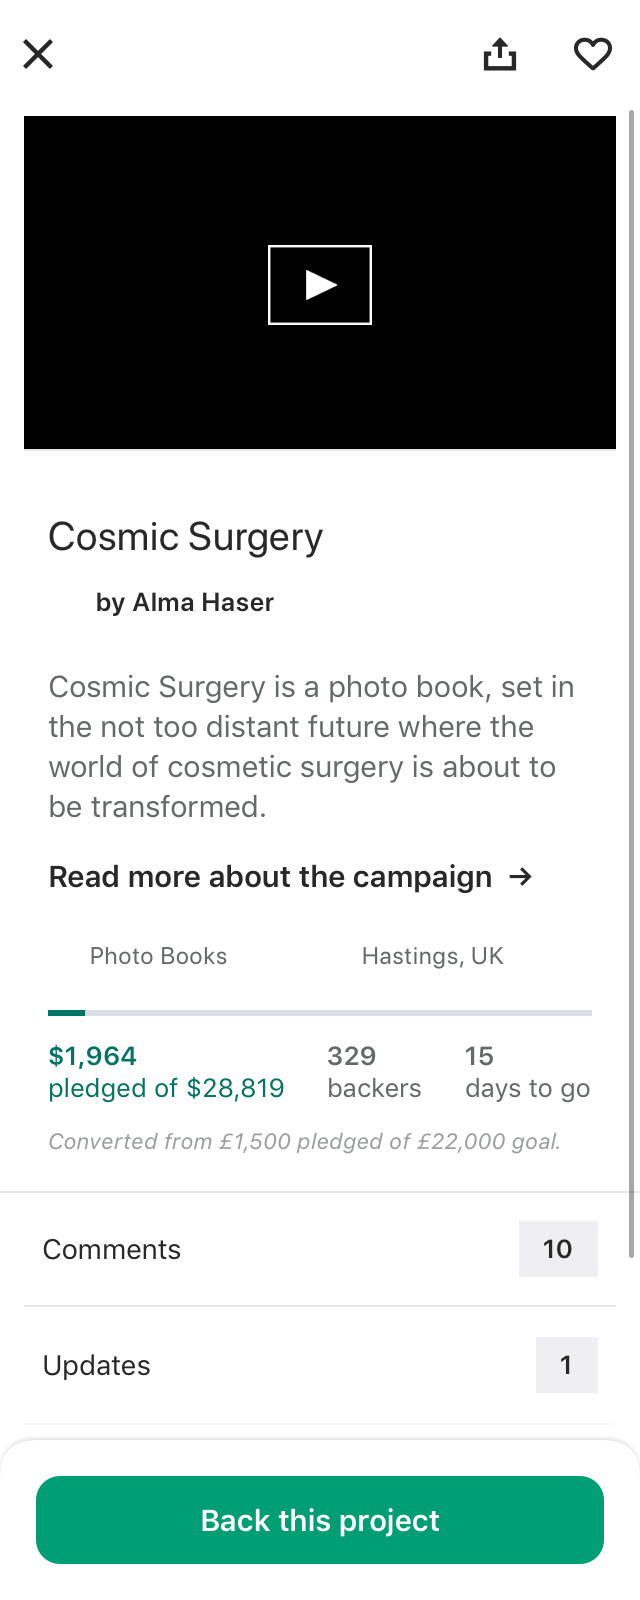 Cosmic Surgery
by Alma Haser
Cosmic Surgery is a photo book, set in
the not too distant future where the
world of cosmetic surgery is about to
be transformed.
Read more about the campaign →
Photo Books
Hastings, UK
$1,964
pledged of $28,819
329
backers
15
days to go
Converted from £1,500 pledged of £22,000 goal.
Comments
10
Updates
1
Back this project